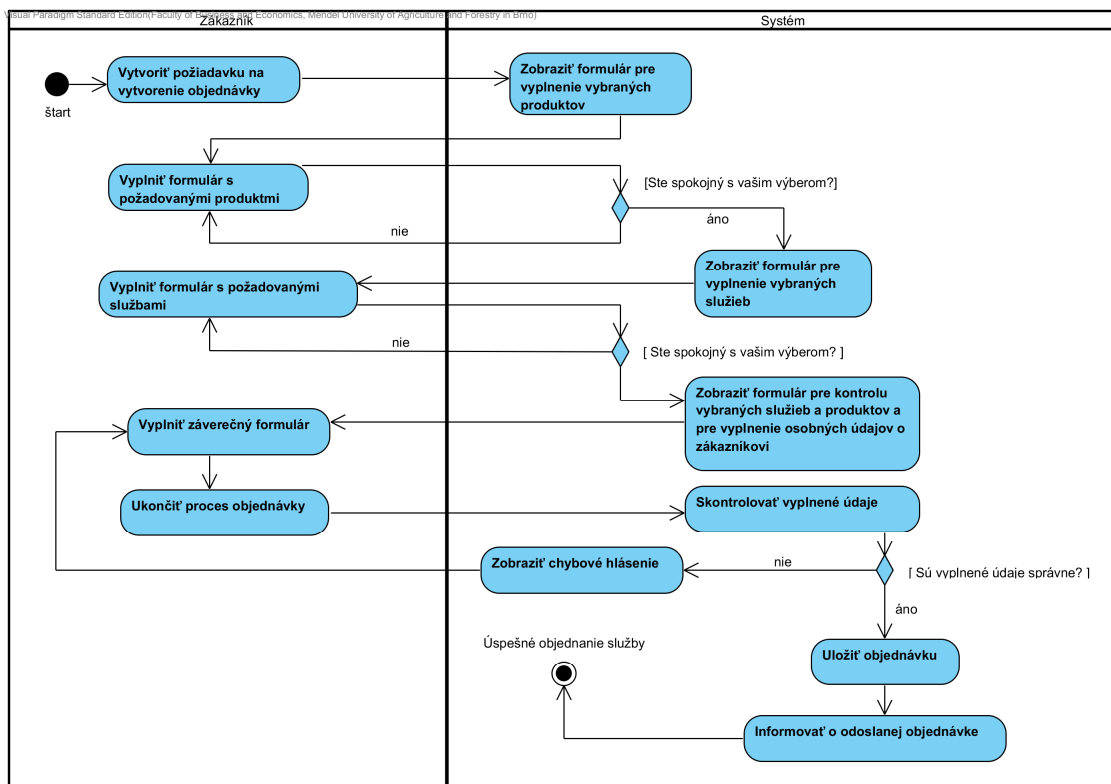 Visual Paradigm Standard Edition(Faculty of Business and Economics, Mendel University of Agriculture and Forestry in Brno)
Zákazník
Systém
štart
Vytvoriť požiadavku na
vytvorenie objednávky
Zobraziť formulár pre
vyplnenie vybraných
produktov
Vyplniť formulár s
požadovanými produktmi
[Ste spokojný s vašim výberom?]
áno
nie
Zobraziť formulár pre
vyplnenie vybraných
služieb
Vyplniť formulár s požadovanými
službami
nie
[ Ste spokojný s vašim výberom? ]
Zobraziť formulár pre kontrolu
vybraných služieb a produktov a
pre vyplnenie osobných údajov o
zákazníkovi
Vyplniť záverečný formulár
Ukončiť proces objednávky
Skontrolovať vyplnené údaje
Zobraziť chybové hlásenie
nie
[ Sú vyplnené údaje správne? ]
áno
Úspešné objednanie služby
Uložiť objednávku
Informovať o odoslanej objednávke